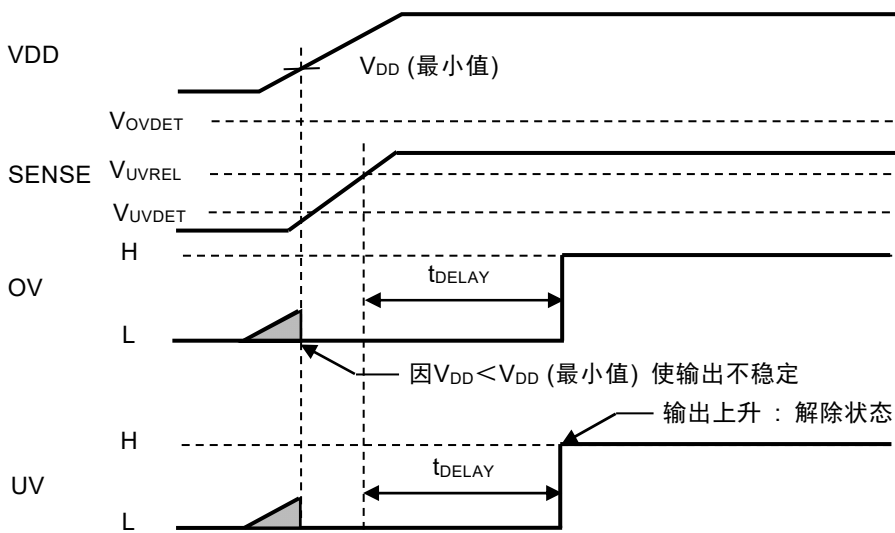 VDD
VDD (最小值)
VOVDET
SENSE VUVREL
VUVDET
H
OV
tDELAY
L
因VDD＜VDD (最小值) 使输出不稳定
输出上升 : 解除状态
H
UV
tDELAY
L